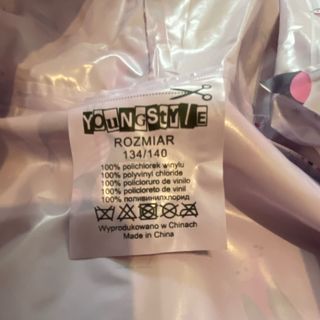 YOUNGSTYLE
ROZMIAR
134/140
100% polichlorek winylu
100% polyvinyl chloride
100% policloruro de vinilo
100% policloreto de vinil
100% поливинилхлорид
Wyprodukowano w Chinach
Made in China